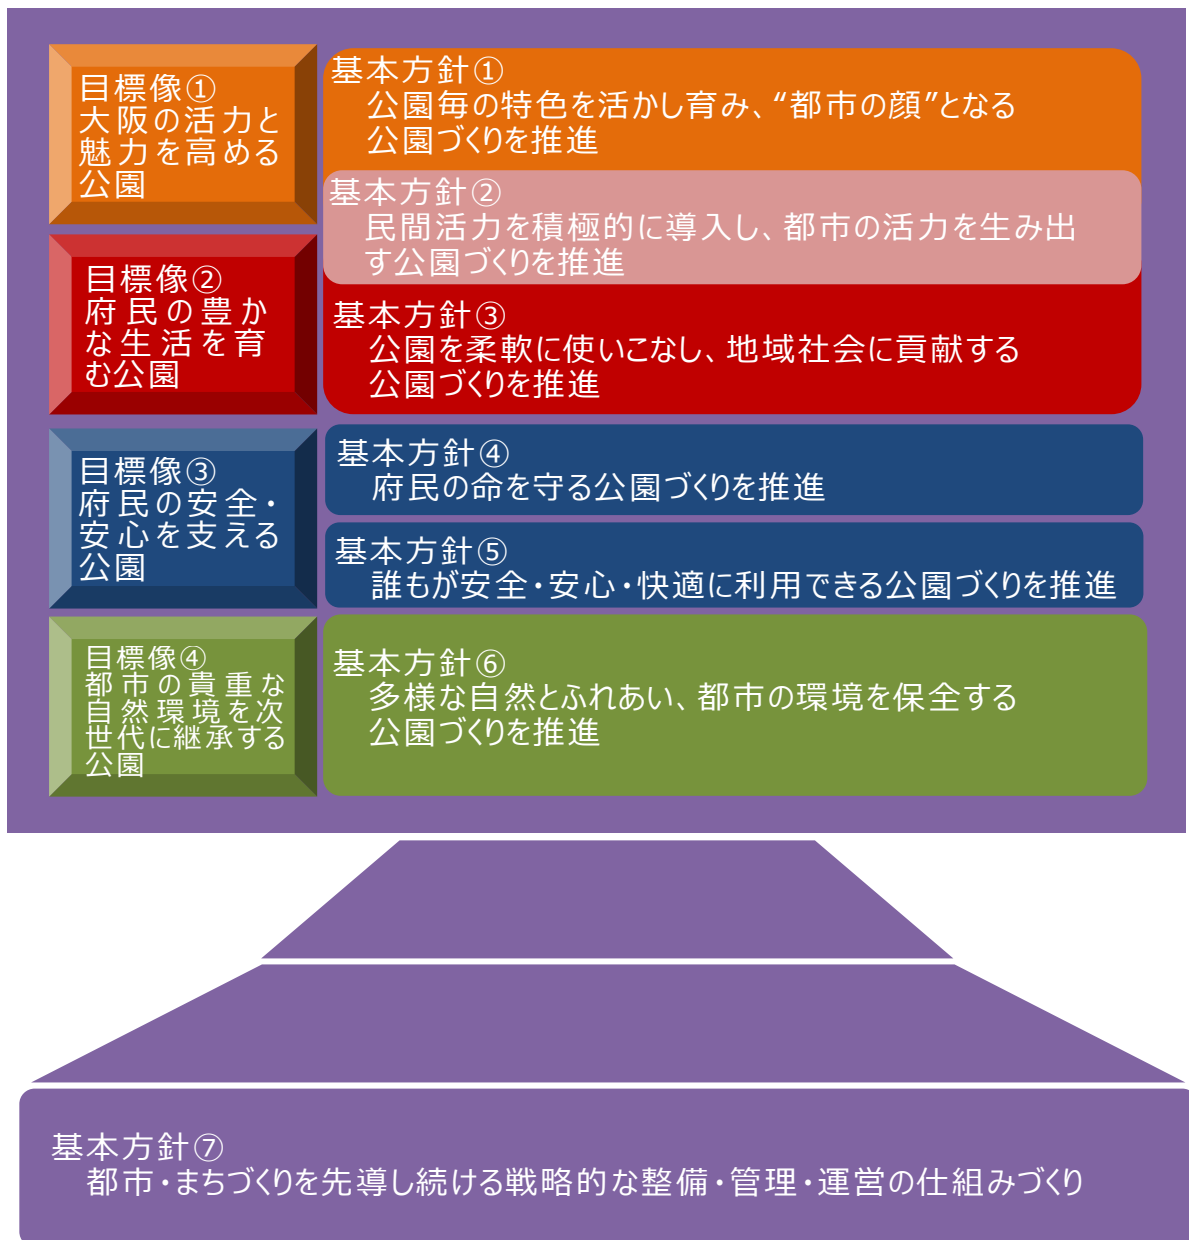 目標像①
大阪の活力と
魅力を高める
公園
基本方針①
公園毎の特色を活かし育み、“都市の顔”となる
公園づくりを推進
基本方針②
民間活力を積極的に導入し、都市の活力を生み出
す公園づくりを推進
目標像②
府民の豊か
な生活を育
む公園
基本方針③
公園を柔軟に使いこなし、地域社会に貢献する
公園づくりを推進
目標像③
府民の安全・
安心を支える
公園
基本方針④
府民の命を守る公園づくりを推進
基本方針⑤
誰もが安全・安心・快適に利用できる公園づくりを推進
目標像④
都市の貴重な
自然環境を次
世代に継承する
公園
基本方針⑥
多様な自然とふれあい、都市の環境を保全する
公園づくりを推進
基本方針⑦
都市・まちづくりを先導し続ける戦略的な整備・管理・運営の仕組みづくり